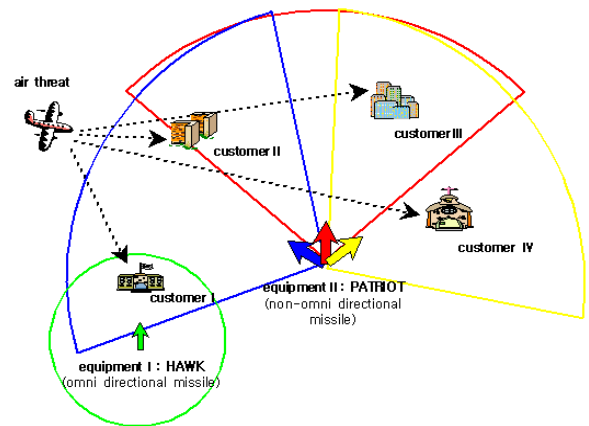 air threat
customer III
customer II
customer IV
customer I
equipment II : PATRIOT
(non-omni directional
missile)
equipment I : HAWK
(omni directional missile)